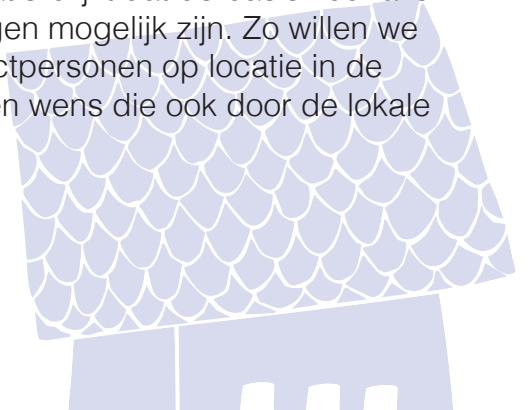 gen mogelijk zijn. Zo willen we
ctpersonen op locatie in de
n wens die ook door de lokale